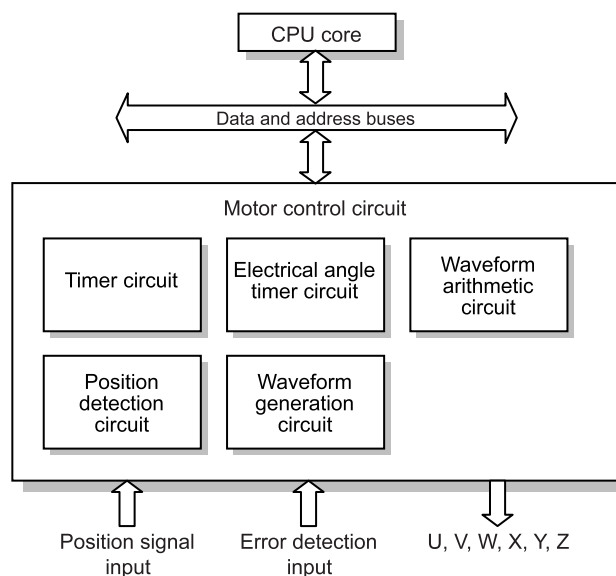 CPU core
Data and address buses
Motor control circuit
Timer circuit
Electrical angle
timer circuit
Waveform
arithmetic
circuit
Position
detection
circuit
Waveform
generation
circuit
Position signal
input
Error detection
input
U, V, W, X, Y, Z